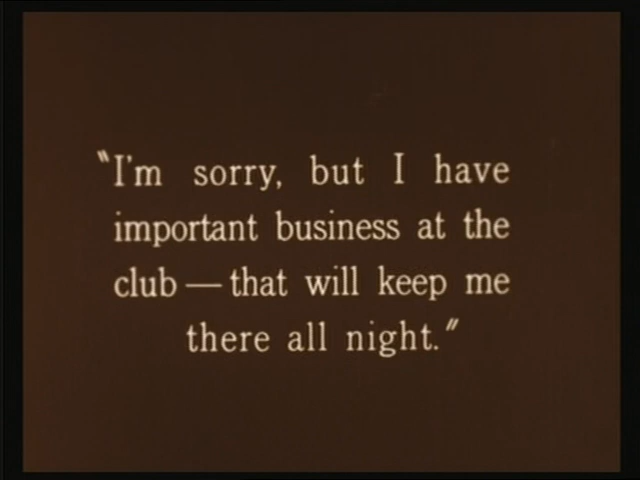 "I'm sorry, but I have
important business at the
club — that will keep me
there all night."